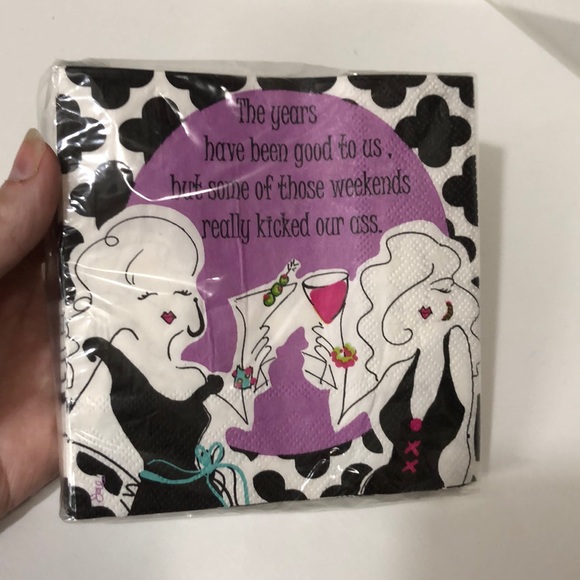 The years
have been good to us,
but some of those weekends
really kicked our ass.